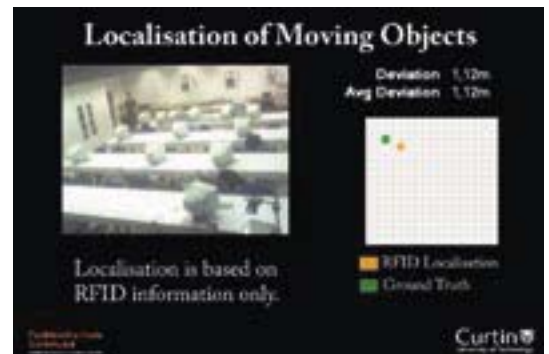 Localisation of Moving Objects
Deviation 1,12m
Avg Deviation 1,12m
Localisation is based on
RFID information only.
RFID Localisation
Ground Truth
Curtin